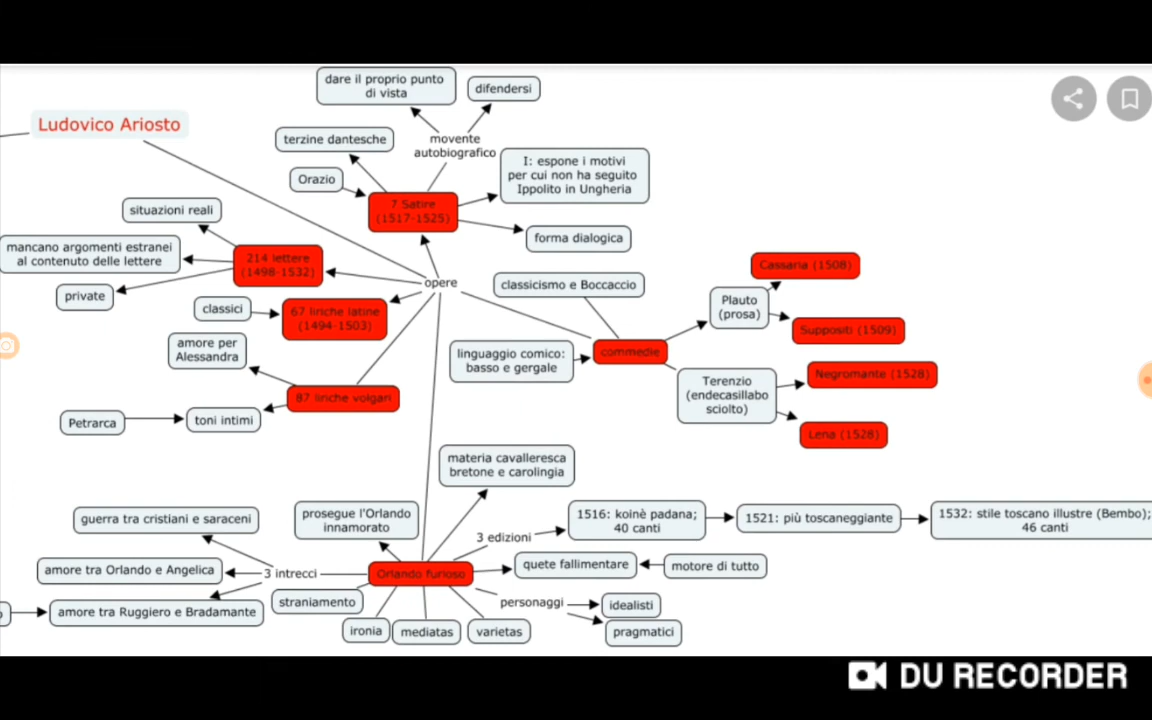 Ludovico Ariosto
dare il proprio punto
di vista
difendersi
movente
autobiografico
terzine dantesche
Orazio
I: espone i motivi
per cui non ha seguito
Ippolito in Ungheria
7 Satire
(1517-1525)
forma dialogica
situazioni reali
mancano argomenti estranei
al contenuto delle lettere
private
214 lettere
(1498-1532)
opere
classici
67 liriche latine
(1494-1503)
amore per
Alessandra
87 liriche volgari
Petrarca
toni intimi
classicismo e Boccaccio
linguaggio comico:
basso e gergale
commedie
Plauto
(prosa)
Cassaria (1508)
Suppositi (1509)
Terenzio
(endecasillabo
sciolto)
Negromante (1528)
Lena (1528)
materia cavalleresca
bretone e carolingia
prosegue l'Orlando
innamorato
guerra tra cristiani e saraceni
3 edizioni
1516: koinè padana;
40 canti
1521: più toscaneggiante
1532: stile toscano illustre (Bembo);
46 canti
amore tra Orlando e Angelica
3 intrecci
Orlando furioso
quete fallimentare
motore di tutto
amore tra Ruggiero e Bradamante
straniamento
ironia
mediatas
varietas
personaggi
idealisti
pragmatici
DU RECORDER